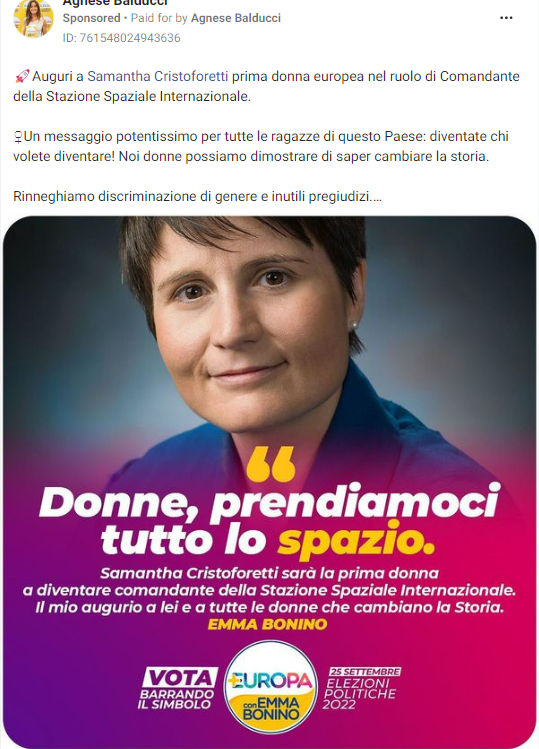 Agnese Balducci
Sponsored • Paid for by Agnese Balducci
ID: 761548024943636
🚀Auguri a Samantha Cristoforetti prima donna europea nel ruolo di Comandante
della Stazione Spaziale Internazionale.
♀Un messaggio potentissimo per tutte le ragazze di questo Paese: diventate chi
volete diventare! Noi donne possiamo dimostrare di saper cambiare la storia.
Rinneghiamo discriminazione di genere e inutili pregiudizi....
“
Donne, prendiamoci
tutto lo spazio.
Samantha Cristoforetti sarà la prima donna
a diventare comandante della Stazione Spaziale Internazionale.
Il mio augurio a lei e a tutte le donne che cambiano la Storia.
EMMA BONINO
VOTA
BARRANDO
IL SIMBOLO
+EUROPA
con EMMA
BONINO
25 SETTEMBRE
ELEZIONI
POLITICHE
2022